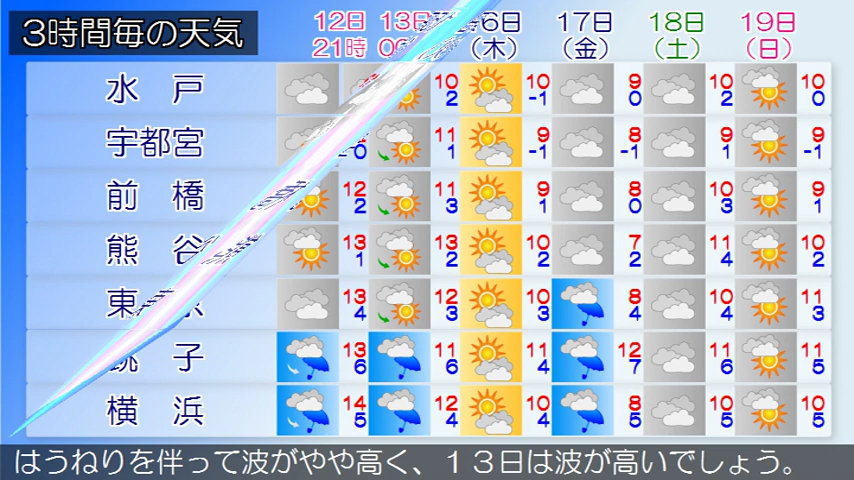 3時間毎の天気
12日 13日 6日 17日 18日 19日
21時 (木) (金) (土) (日)
水戸 10 2 10 -1 9 0 10 2 10 0
宇都宮 0 11 1 9 -1 8 -1 9 1 9 -1
前橋 12 2 11 3 9 1 8 0 10 3 9 1
熊谷 13 1 13 2 10 2 7 2 11 4 10 2
東京 13 4 12 3 10 3 8 4 10 4 11 3
銚子 13 6 11 6 11 4 12 7 11 6 11 5
横浜 14 5 12 4 10 4 8 5 10 5 10 5
はうねりを伴って波がやや高く、１３日は波が高いでしょう。